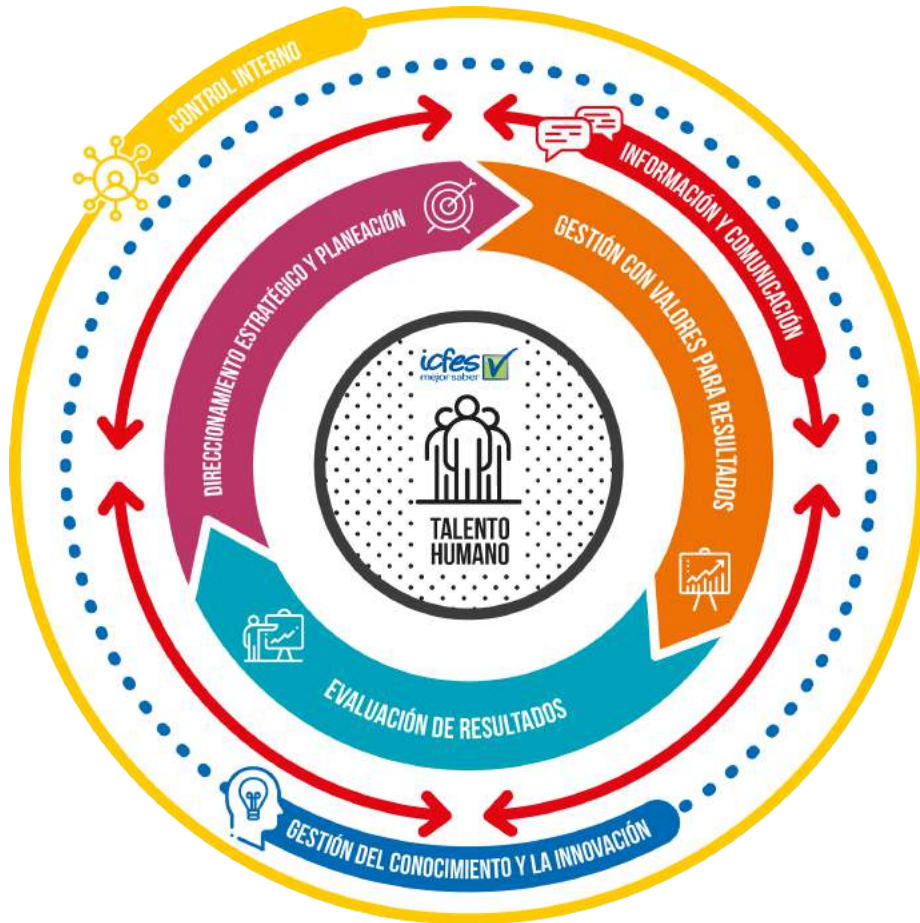 CONTROL INTERNO
INFORMACIÓN Y COMUNICACIÓN
DIRECCIONAMIENTO ESTRATÉGICO Y PLANEACIÓN
GESTIÓN CON VALORES PARA RESULTADOS
icfes
mejor saber
TALENTO
HUMANO
EVALUACIÓN DE RESULTADOS
GESTIÓN DEL CONOCIMIENTO Y LA INNOVACIÓN